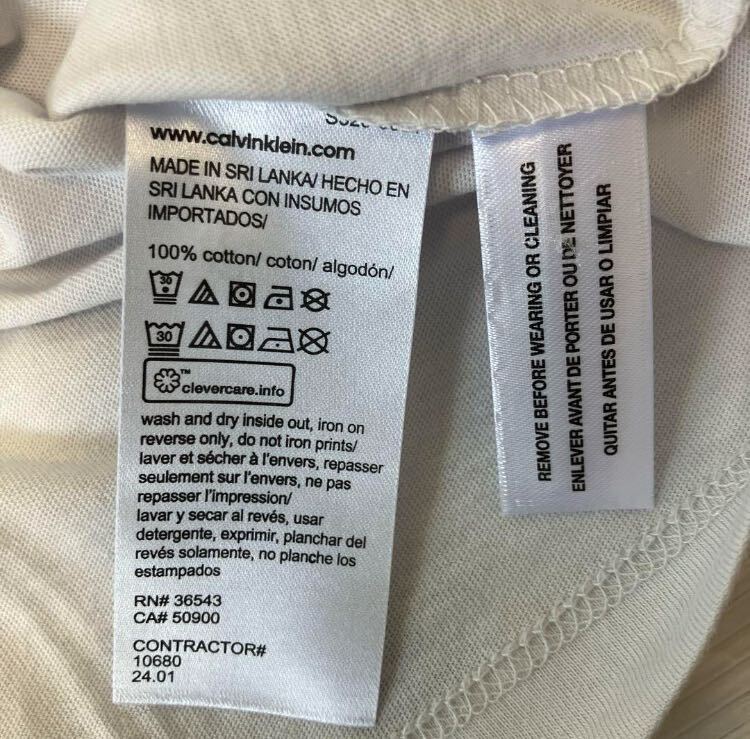 www.calvinklein.com
MADE IN SRI LANKA/ HECHO EN
SRI LANKA CON INSUMOS
IMPORTADOS/
100% cotton/ coton/ algodón/
30
30
™
clevercare.info
wash and dry inside out, iron on
reverse only, do not iron prints/
laver et sécher à l'envers, repasser
seulement sur l'envers, ne pas
repasser l'impression/
lavar y secar al revés, usar
detergente, exprimir, planchar del
revés solamente, no planche los
estampados
RN# 36543
CA# 50900
CONTRACTOR#
10680
24.01
REMOVE BEFORE WEARING OR CLEANING
ENLEVER AVANT DE PORTER OU DE NETTOYER
QUITAR ANTES DE USAR O LIMPIAR